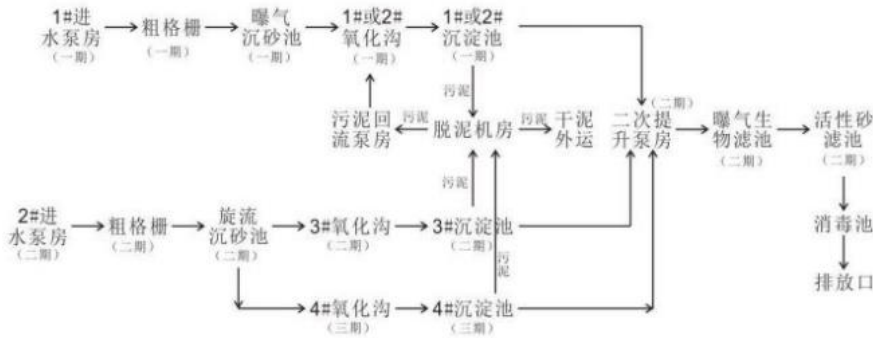 1#进
水泵房
（一期）
粗格栅
（一期）
曝气
沉砂池
（一期）
1#或2#
氧化沟
（一期）
1#或2#
沉淀池
（一期）
污泥
污泥回
流泵房
污泥
脱泥机房
污泥
干泥
外运
（二期）
二次提
升泵房
曝气生
物滤池
（二期）
活性砂
滤池
（二期）
污泥
2#进
水泵房
（二期）
粗格栅
（二期）
旋流
沉砂池
（二期）
3#氧化沟
（二期）
3#沉淀池
（二期）
污泥
消毒池
排放口
4#氧化沟
（三期）
4#沉淀池
（三期）